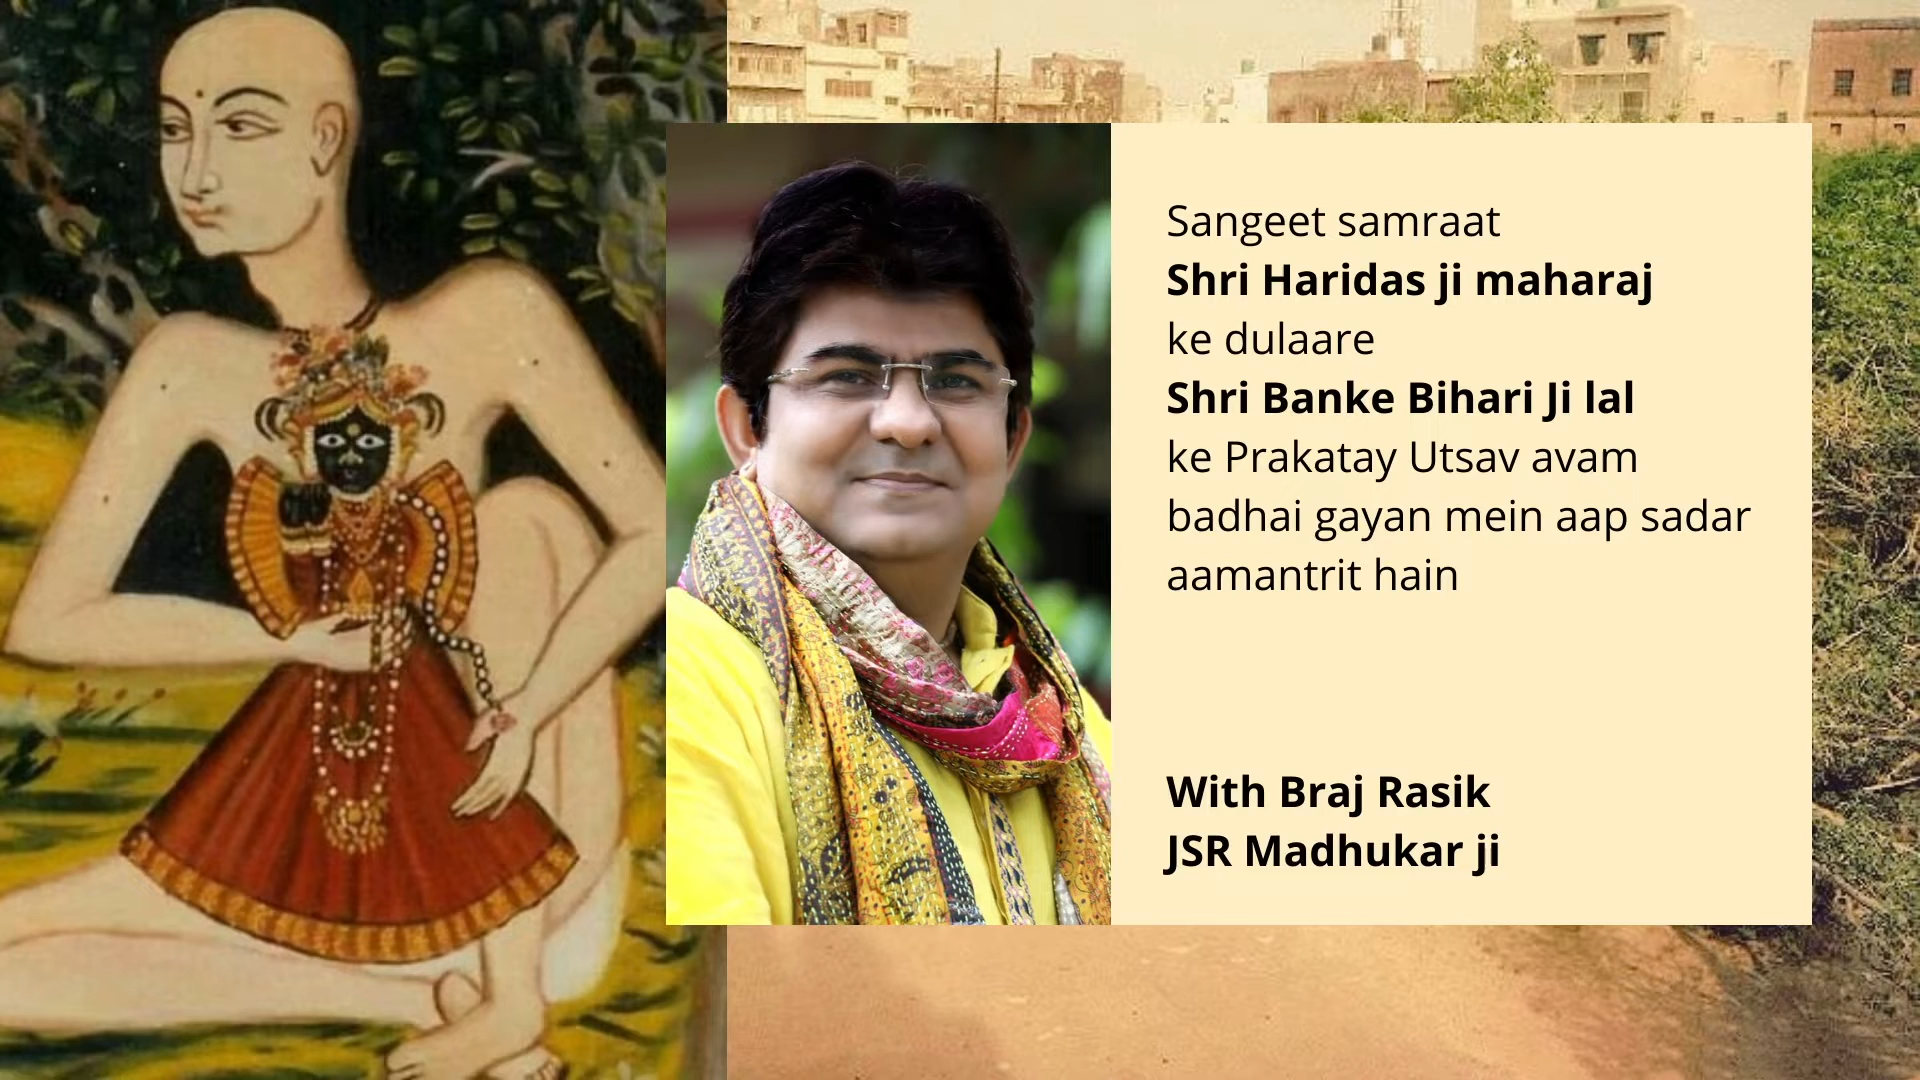 Sangeet samraat
Shri Haridas ji maharaj
ke dulaare
Shri Banke Bihari Ji lal
ke Prakatay Utsav avam
badhai gayan mein aap sadar
aamantrit hain
With Braj Rasik
JSR Madhukar ji